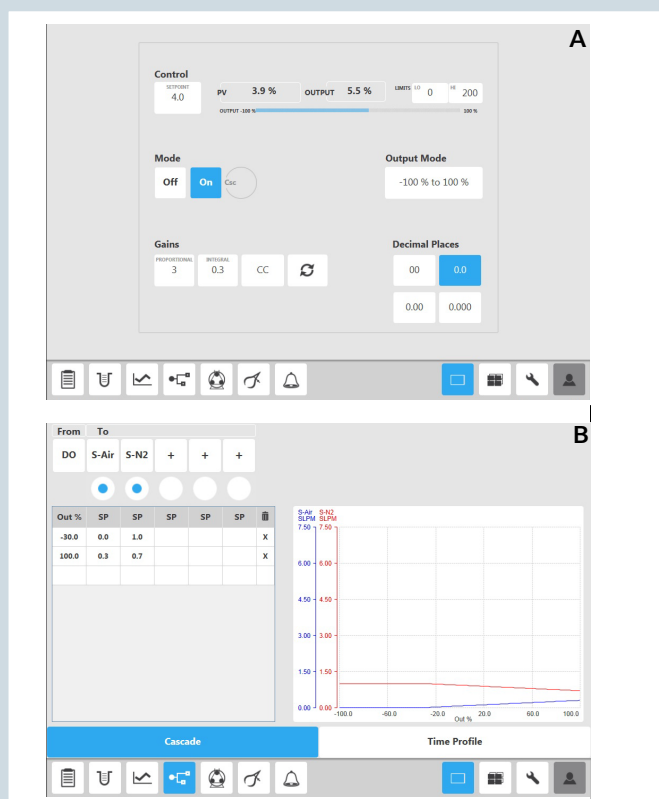 A
Control
SETPOINT
4.0
PV 3.9 % OUTPUT 5.5 % LIMITS LO 0 HI 200
OUTPUT -100 % 100 %
Mode
Off On Csc
Output Mode
-100 % to 100 %
Gains
PROPORTIONAL INTEGRAL
3 0.3 CC
Decimal Places
00 0.0
0.00 0.000
B
From To
DO S-Air S-N2 + + +
Out % SP SP SP SP SP
-30.0 0.0 1.0 X
100.0 0.3 0.7 X
S-Air S-N2
SLPM SLPM
7.50 7.50
6.00 6.00
4.50 4.50
3.00 3.00
1.50 1.50
0.00 0.00
-100.0 -60.0 -20.0 20.0 60.0 100.0
Out %
Cascade Time Profile